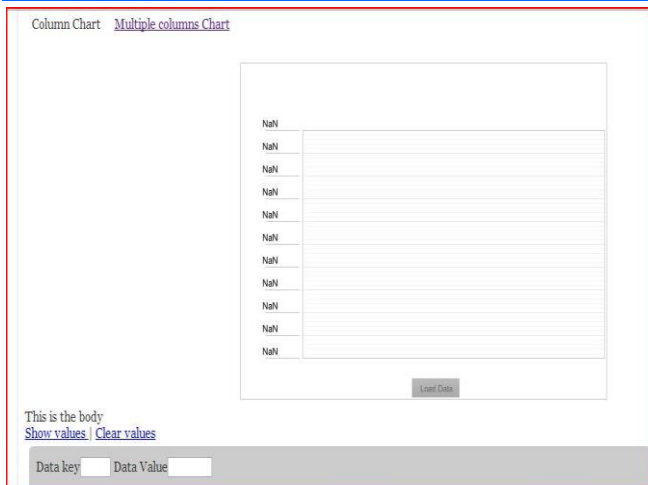 Column Chart Multiple columns Chart
NaN
NaN
NaN
NaN
NaN
NaN
NaN
NaN
NaN
NaN
NaN
Load Data
This is the body
Show values | Clear values
Data key Data Value